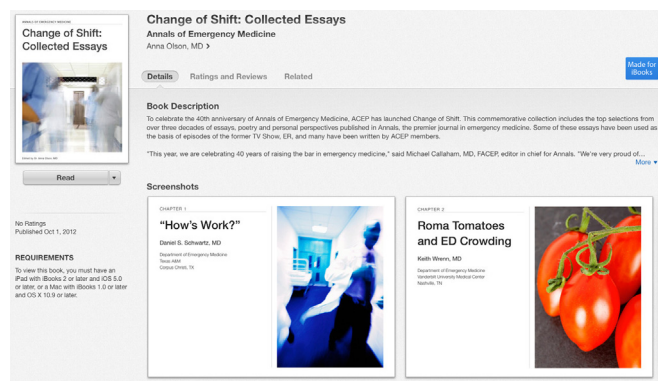 ANNALS OF EMERGENCY MEDICINE
Change of Shift:
Collected Essays
Edited by Dr. Anna Olson, MD
Read
No Ratings
Published Oct 1, 2012
REQUIREMENTS
To view this book, you must have an
iPad with iBooks 2 or later and iOS 5.0
or later, or a Mac with iBooks 1.0 or later
and OS X 10.9 or later.
Change of Shift: Collected Essays
Annals of Emergency Medicine
Anna Olson, MD >
Details Ratings and Reviews Related
Made for
iBooks
Book Description
To celebrate the 40th anniversary of Annals of Emergency Medicine, ACEP has launched Change of Shift. This commemorative collection includes the top selections from
over three decades of essays, poetry and personal perspectives published in Annals, the premier journal in emergency medicine. Some of these essays have been used as
the basis of episodes of the former TV Show, ER, and many have been written by ACEP members.
"This year, we are celebrating 40 years of raising the bar in emergency medicine," said Michael Callaham, MD, FACEP, editor in chief for Annals. "We're very proud of...
More ▾
Screenshots
CHAPTER 1
“How’s Work?”
Daniel S. Schwartz, MD
Department of Emergency Medicine
Texas A&M
Corpus Christi, TX
CHAPTER 2
Roma Tomatoes
and ED Crowding
Keith Wrenn, MD
Department of Emergency Medicine
Vanderbilt University Medical Center
Nashville, TN